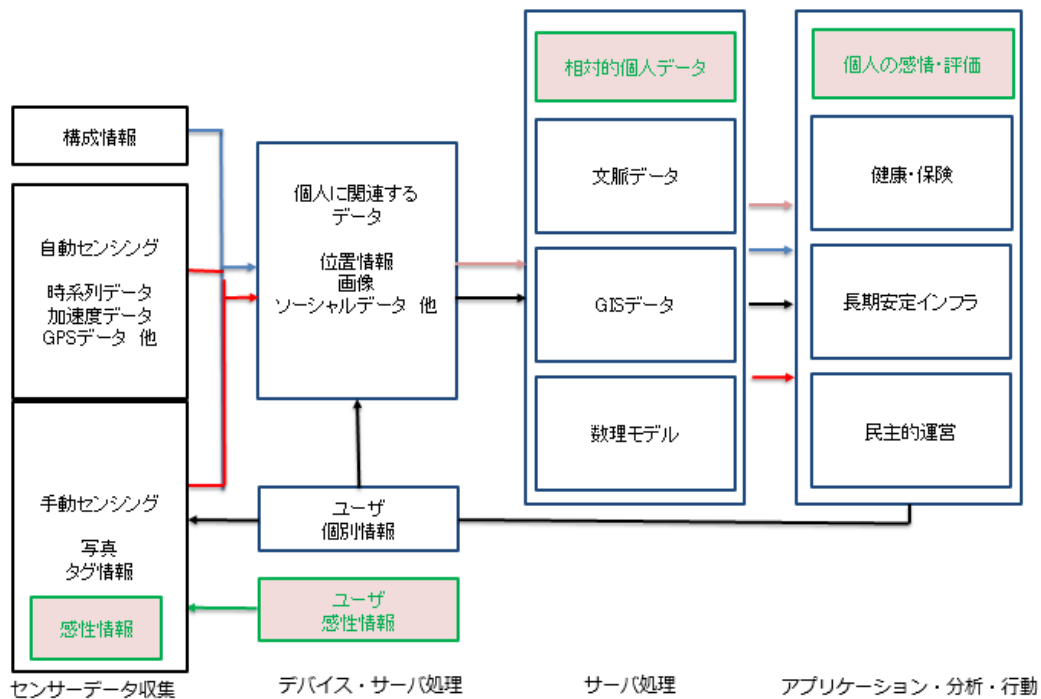 構成情報
自動センシング
時系列データ
加速度データ
GPSデータ 他
手動センシング
写真
タグ情報
感性情報
センサーデータ収集
個人に関連する
データ
位置情報
画像
ソーシャルデータ 他
ユーザ
個別情報
ユーザ
感性情報
デバイス・サーバ処理
相対的個人データ
文脈データ
GISデータ
数理モデル
サーバ処理
個人の感情・評価
健康・保険
長期安定インフラ
民主的運営
アプリケーション・分析・行動